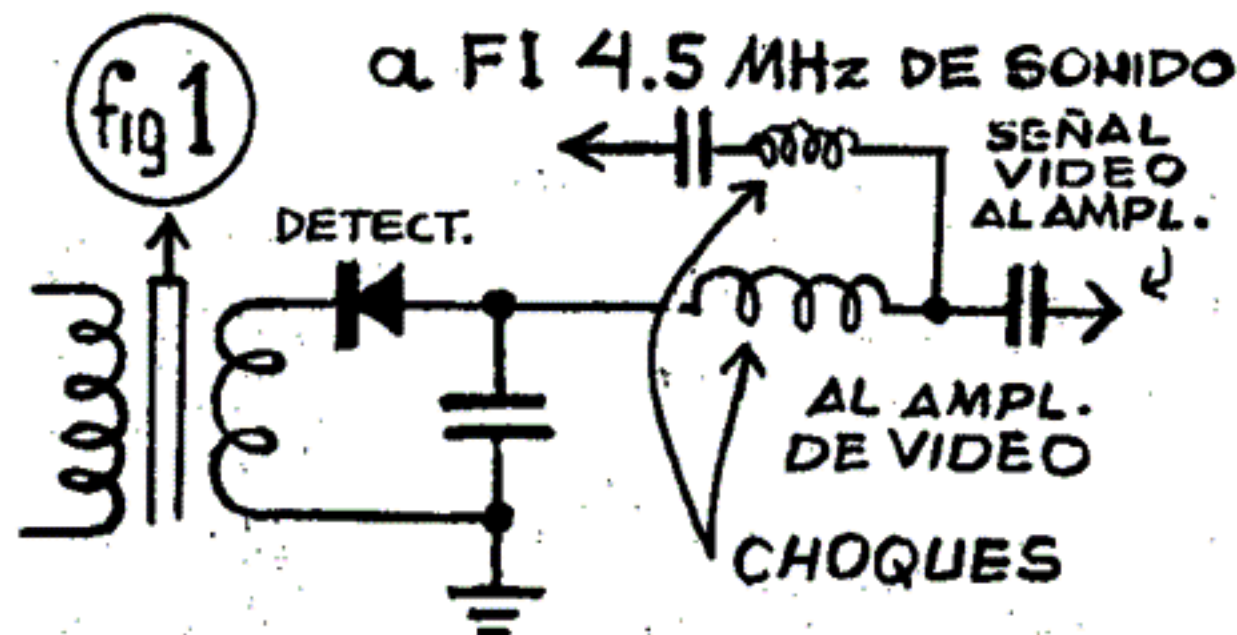 fig 1
a FI 4.5 MHz DE SONIDO
SEÑAL
VIDEO
AL AMPL.
DETECT.
AL AMPL.
DE VIDEO
CHOQUES